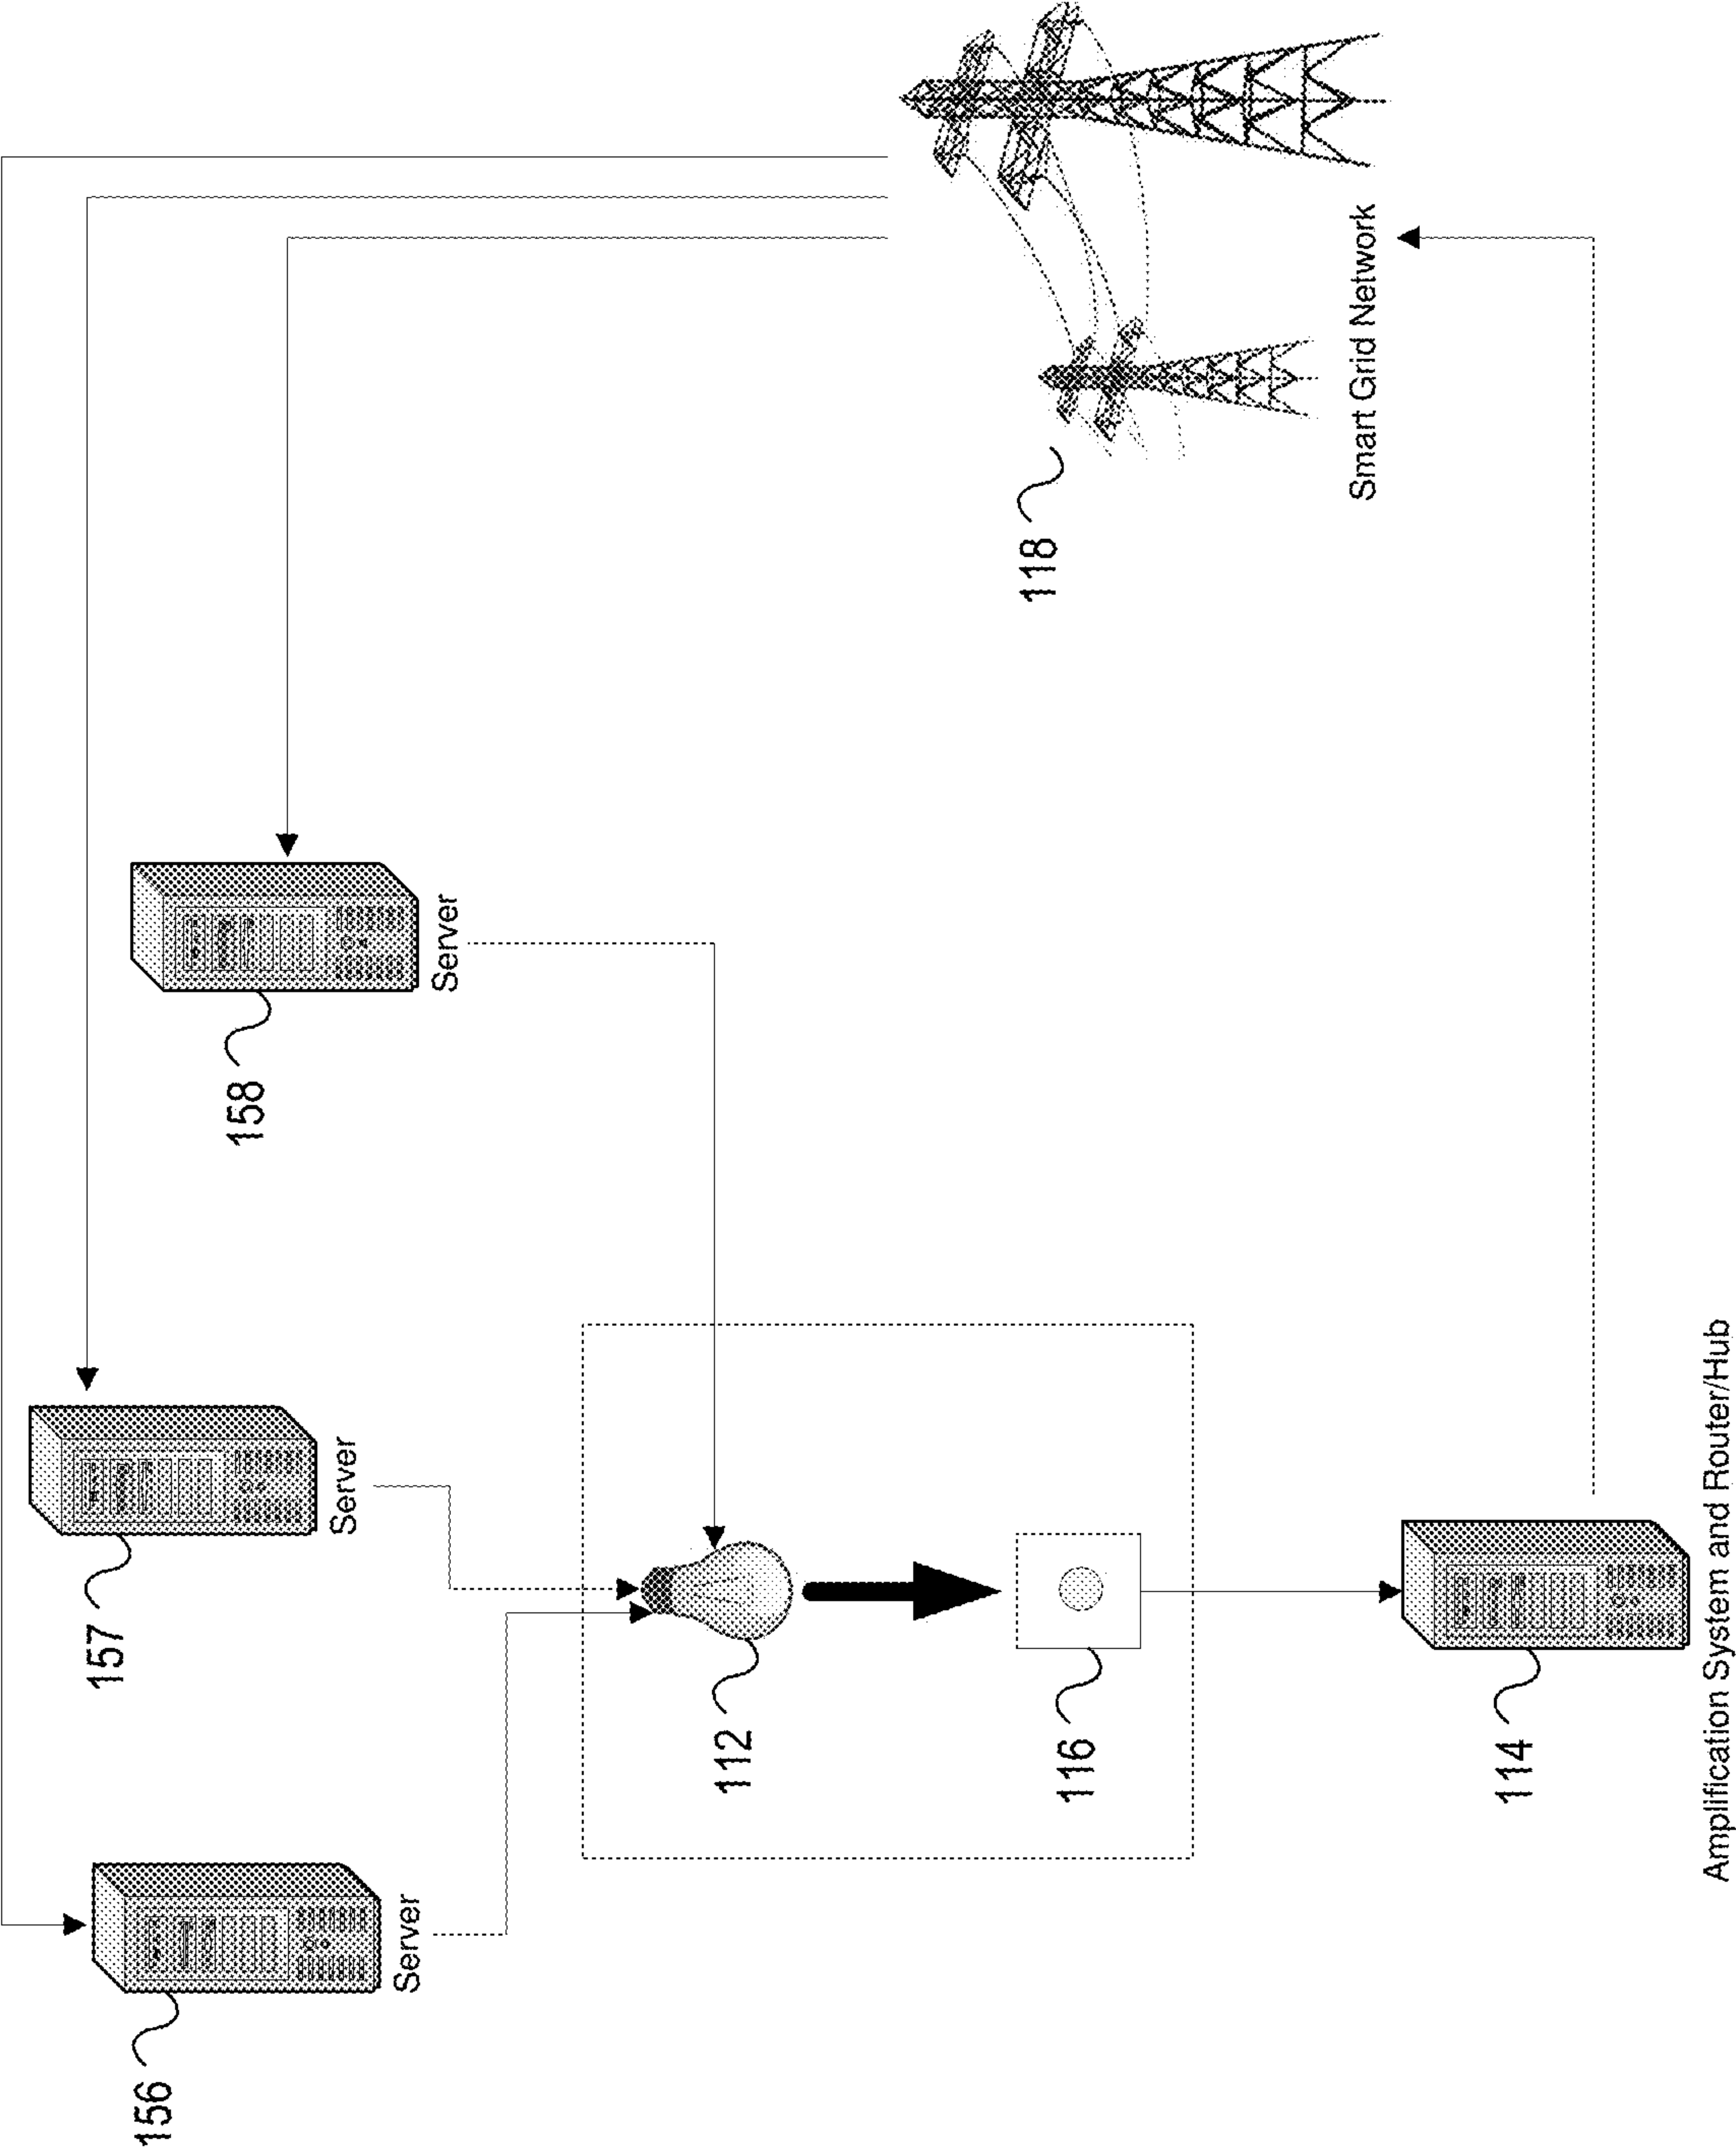 156
Server
157
Server
158
Server
112
116
118
Smart Grid Network
114
Amplification System and Router/Hub